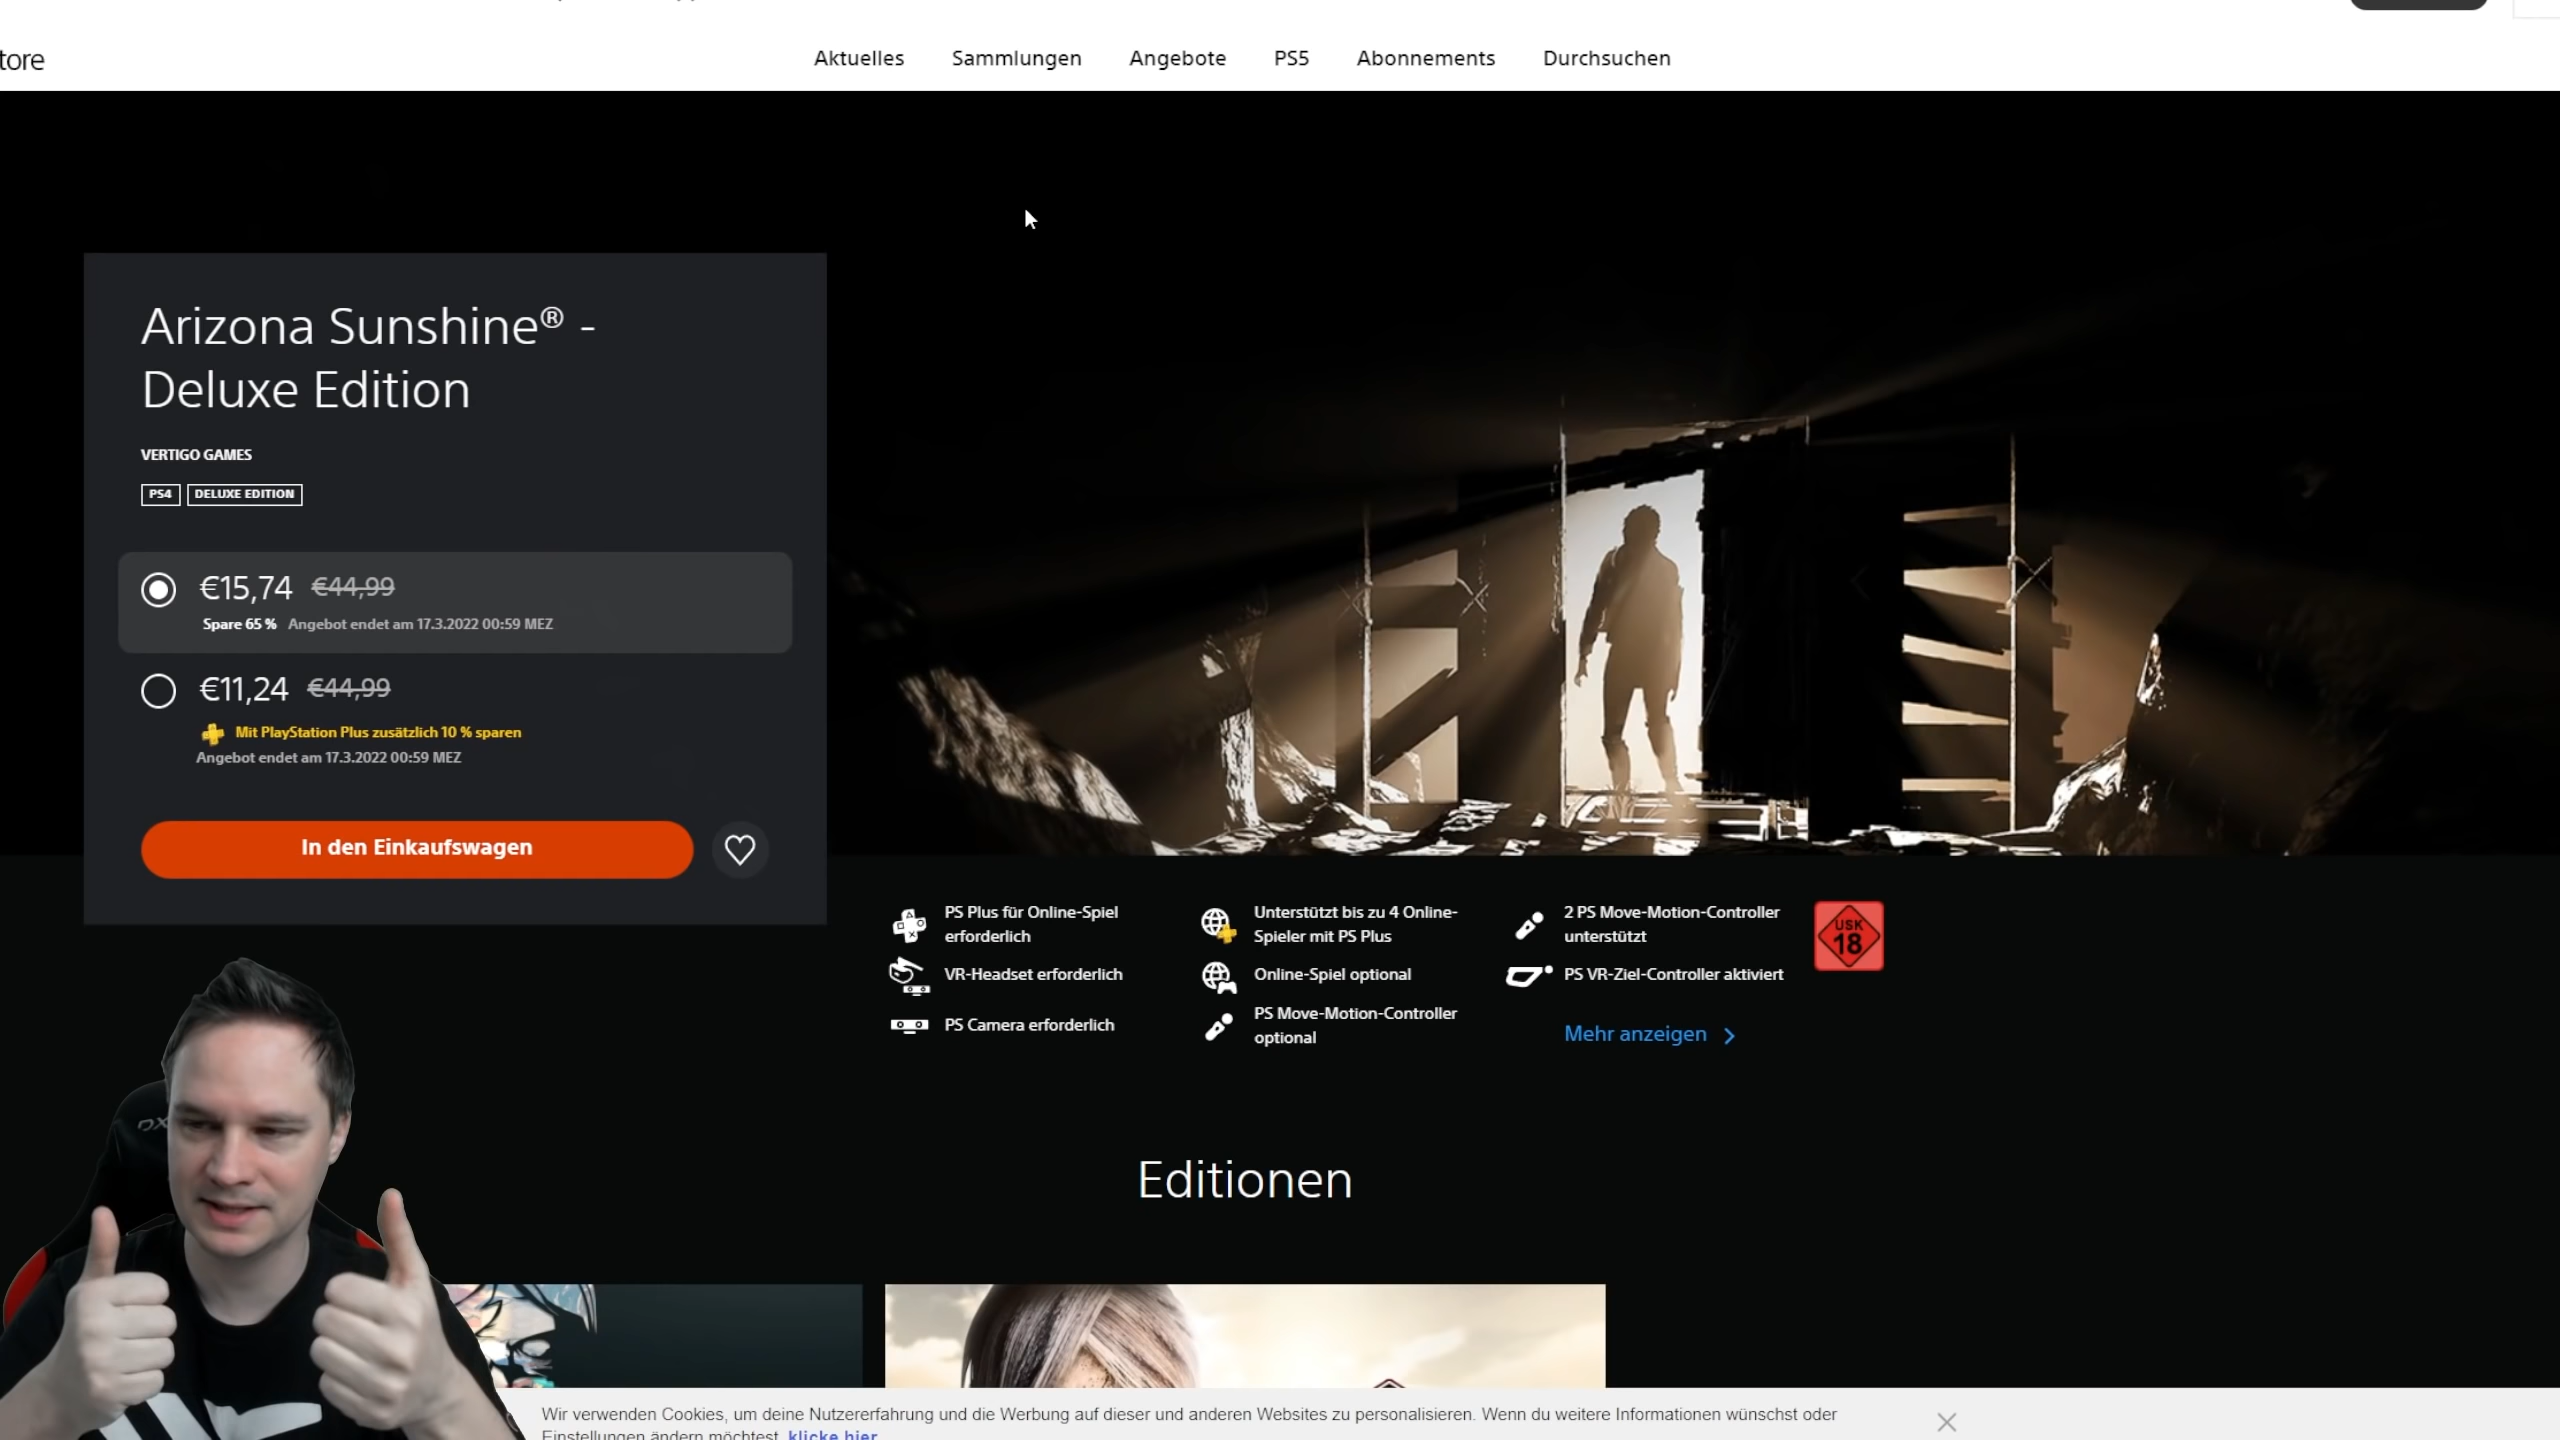 tore
Aktuelles
Sammlungen
Angebote
PS5
Abonnements
Durchsuchen
Arizona Sunshine® -
Deluxe Edition
VERTIGO GAMES
PS4
DELUXE EDITION
€15,74 €44,99
Spare 65 % Angebot endet am 17.3.2022 00:59 MEZ
€11,24 €44,99
Mit PlayStation Plus zusätzlich 10 % sparen
Angebot endet am 17.3.2022 00:59 MEZ
In den Einkaufswagen
PS Plus für Online-Spiel
erforderlich
VR-Headset erforderlich
PS Camera erforderlich
Unterstützt bis zu 4 Online-
Spieler mit PS Plus
Online-Spiel optional
PS Move-Motion-Controller
optional
2 PS Move-Motion-Controller
unterstützt
PS VR-Ziel-Controller aktiviert
Mehr anzeigen
USK
18
Editionen
Wir verwenden Cookies, um deine Nutzererfahrung und die Werbung auf dieser und anderen Websites zu personalisieren. Wenn du weitere Informationen wünschst oder
Einstellungen ändern möchtest, klicke hier